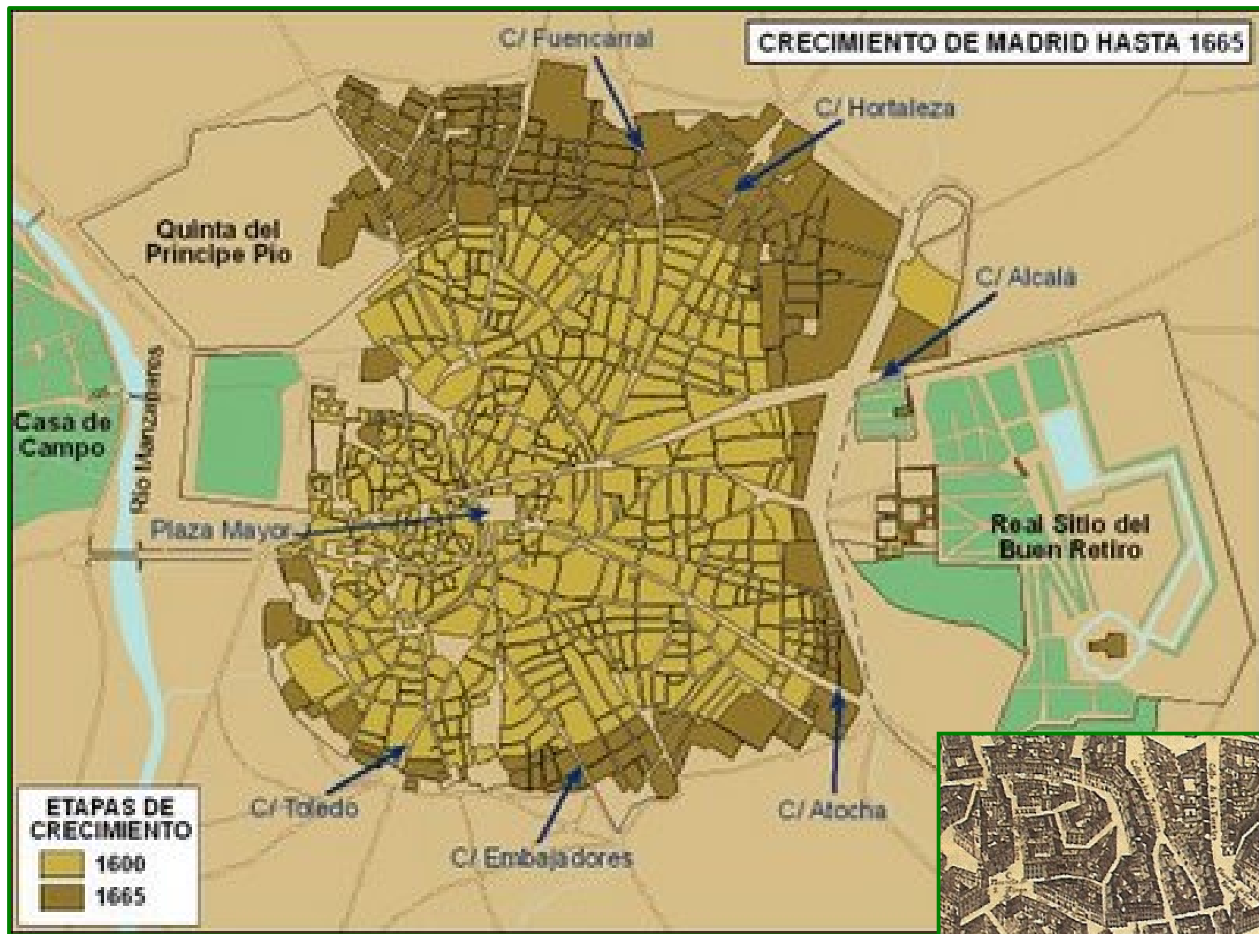 CRECIMIENTO DE MADRID HASTA 1665
C/ Fuencarral
C/ Hortaleza
Quinta del
Principe Pio
C/ Alcalá
Casa de
Campo
Rio Manzanares
Plaza Mayor
Real Sitio del
Buen Retiro
C/ Toledo
C/ Embajadores
C/ Atocha
ETAPAS DE
CRECIMIENTO
1600
1665